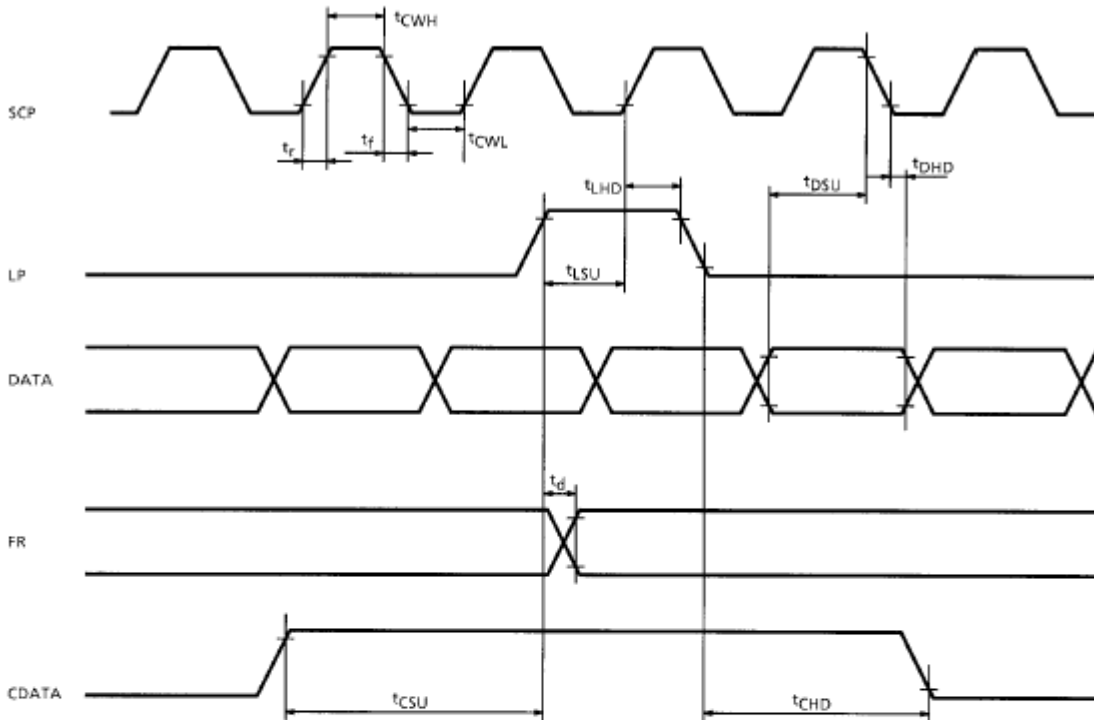 tCWH
SCP
tr
tf
tCWL
tLHD
tDSU
tDHD
LP
tLSU
DATA
td
FR
CDATA
tCSU
tCHD